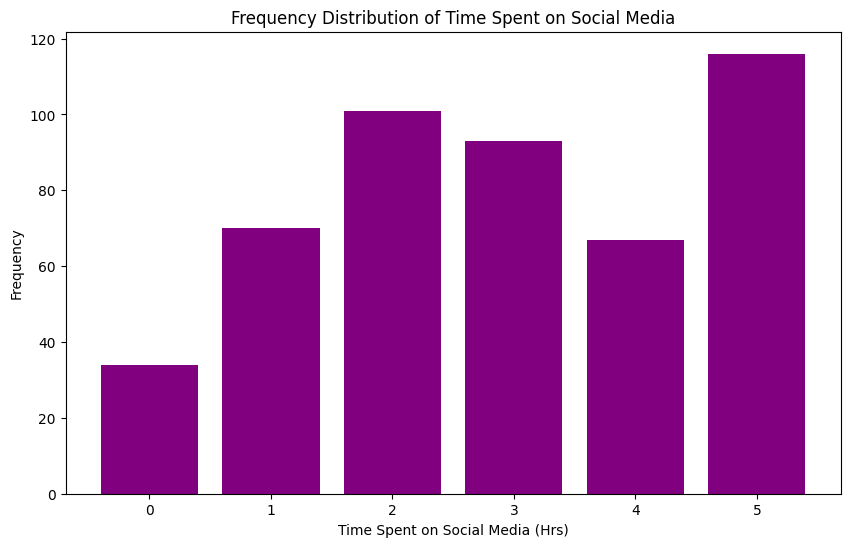 Frequency Distribution of Time Spent on Social Media
120
100
80
60
40
20
0
Frequency
0 1 2 3 4 5
Time Spent on Social Media (Hrs)